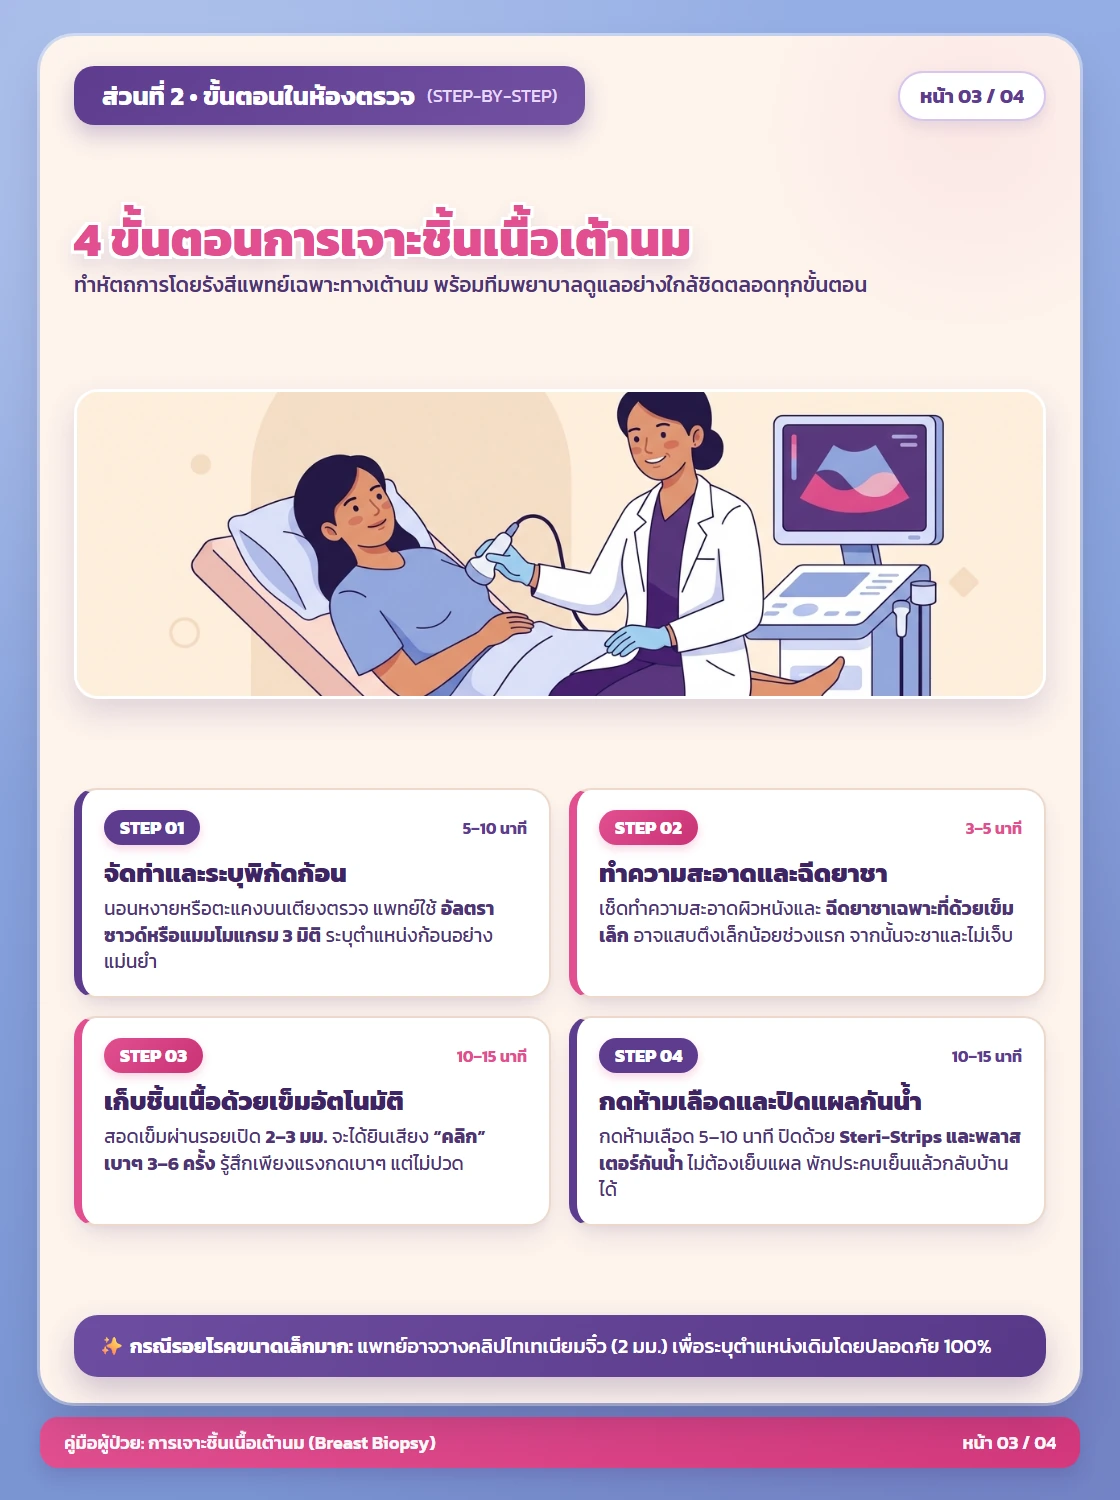 ส่วนที่ 2 • ขั้นตอนในห้องตรวจ (STEP-BY-STEP)
หน้า 03 / 04
4 ขั้นตอนการเจาะชิ้นเนื้อเต้านม
ทำหัตถการโดยรังสีแพทย์เฉพาะทางเต้านม พร้อมทีมพยาบาลดูแลอย่างใกล้ชิดตลอดทุกขั้นตอน
STEP 01
5–10 นาที
จัดท่าและระบุพิกัดก้อน
นอนหงายหรือตะแคงบนเตียงตรวจ แพทย์ใช้ อัลตรา
ซาวด์หรือแมมโมแกรม 3 มิติ ระบุตำแหน่งก้อนอย่าง
แม่นยำ
STEP 02
3–5 นาที
ทำความสะอาดและฉีดยาชา
เช็ดทำความสะอาดผิวหนังและ ฉีดยาชาเฉพาะที่ด้วยเข็ม
เล็ก อาจแสบตึงเล็กน้อยช่วงแรก จากนั้นจะชาและไม่เจ็บ
STEP 03
10–15 นาที
เก็บชิ้นเนื้อด้วยเข็มอัตโนมัติ
สอดเข็มผ่านรอยเปิด 2–3 มม. จะได้ยินเสียง “คลิก”
เบาๆ 3–6 ครั้ง รู้สึกเพียงแรงกดเบาๆ แต่ไม่ปวด
STEP 04
10–15 นาที
กดห้ามเลือดและปิดแผลกันน้ำ
กดห้ามเลือด 5–10 นาที ปิดด้วย Steri-Strips และพลาส
เตอร์กันน้ำ ไม่ต้องเย็บแผล พักประคบเย็นแล้วกลับบ้าน
ได้
✨ กรณีรอยโรคขนาดเล็กมาก: แพทย์อาจวางคลิปไทเทเนียมจิ๋ว (2 มม.) เพื่อระบุตำแหน่งเดิมโดยปลอดภัย 100%
คู่มือผู้ป่วย: การเจาะชิ้นเนื้อเต้านม (Breast Biopsy)
หน้า 03 / 04